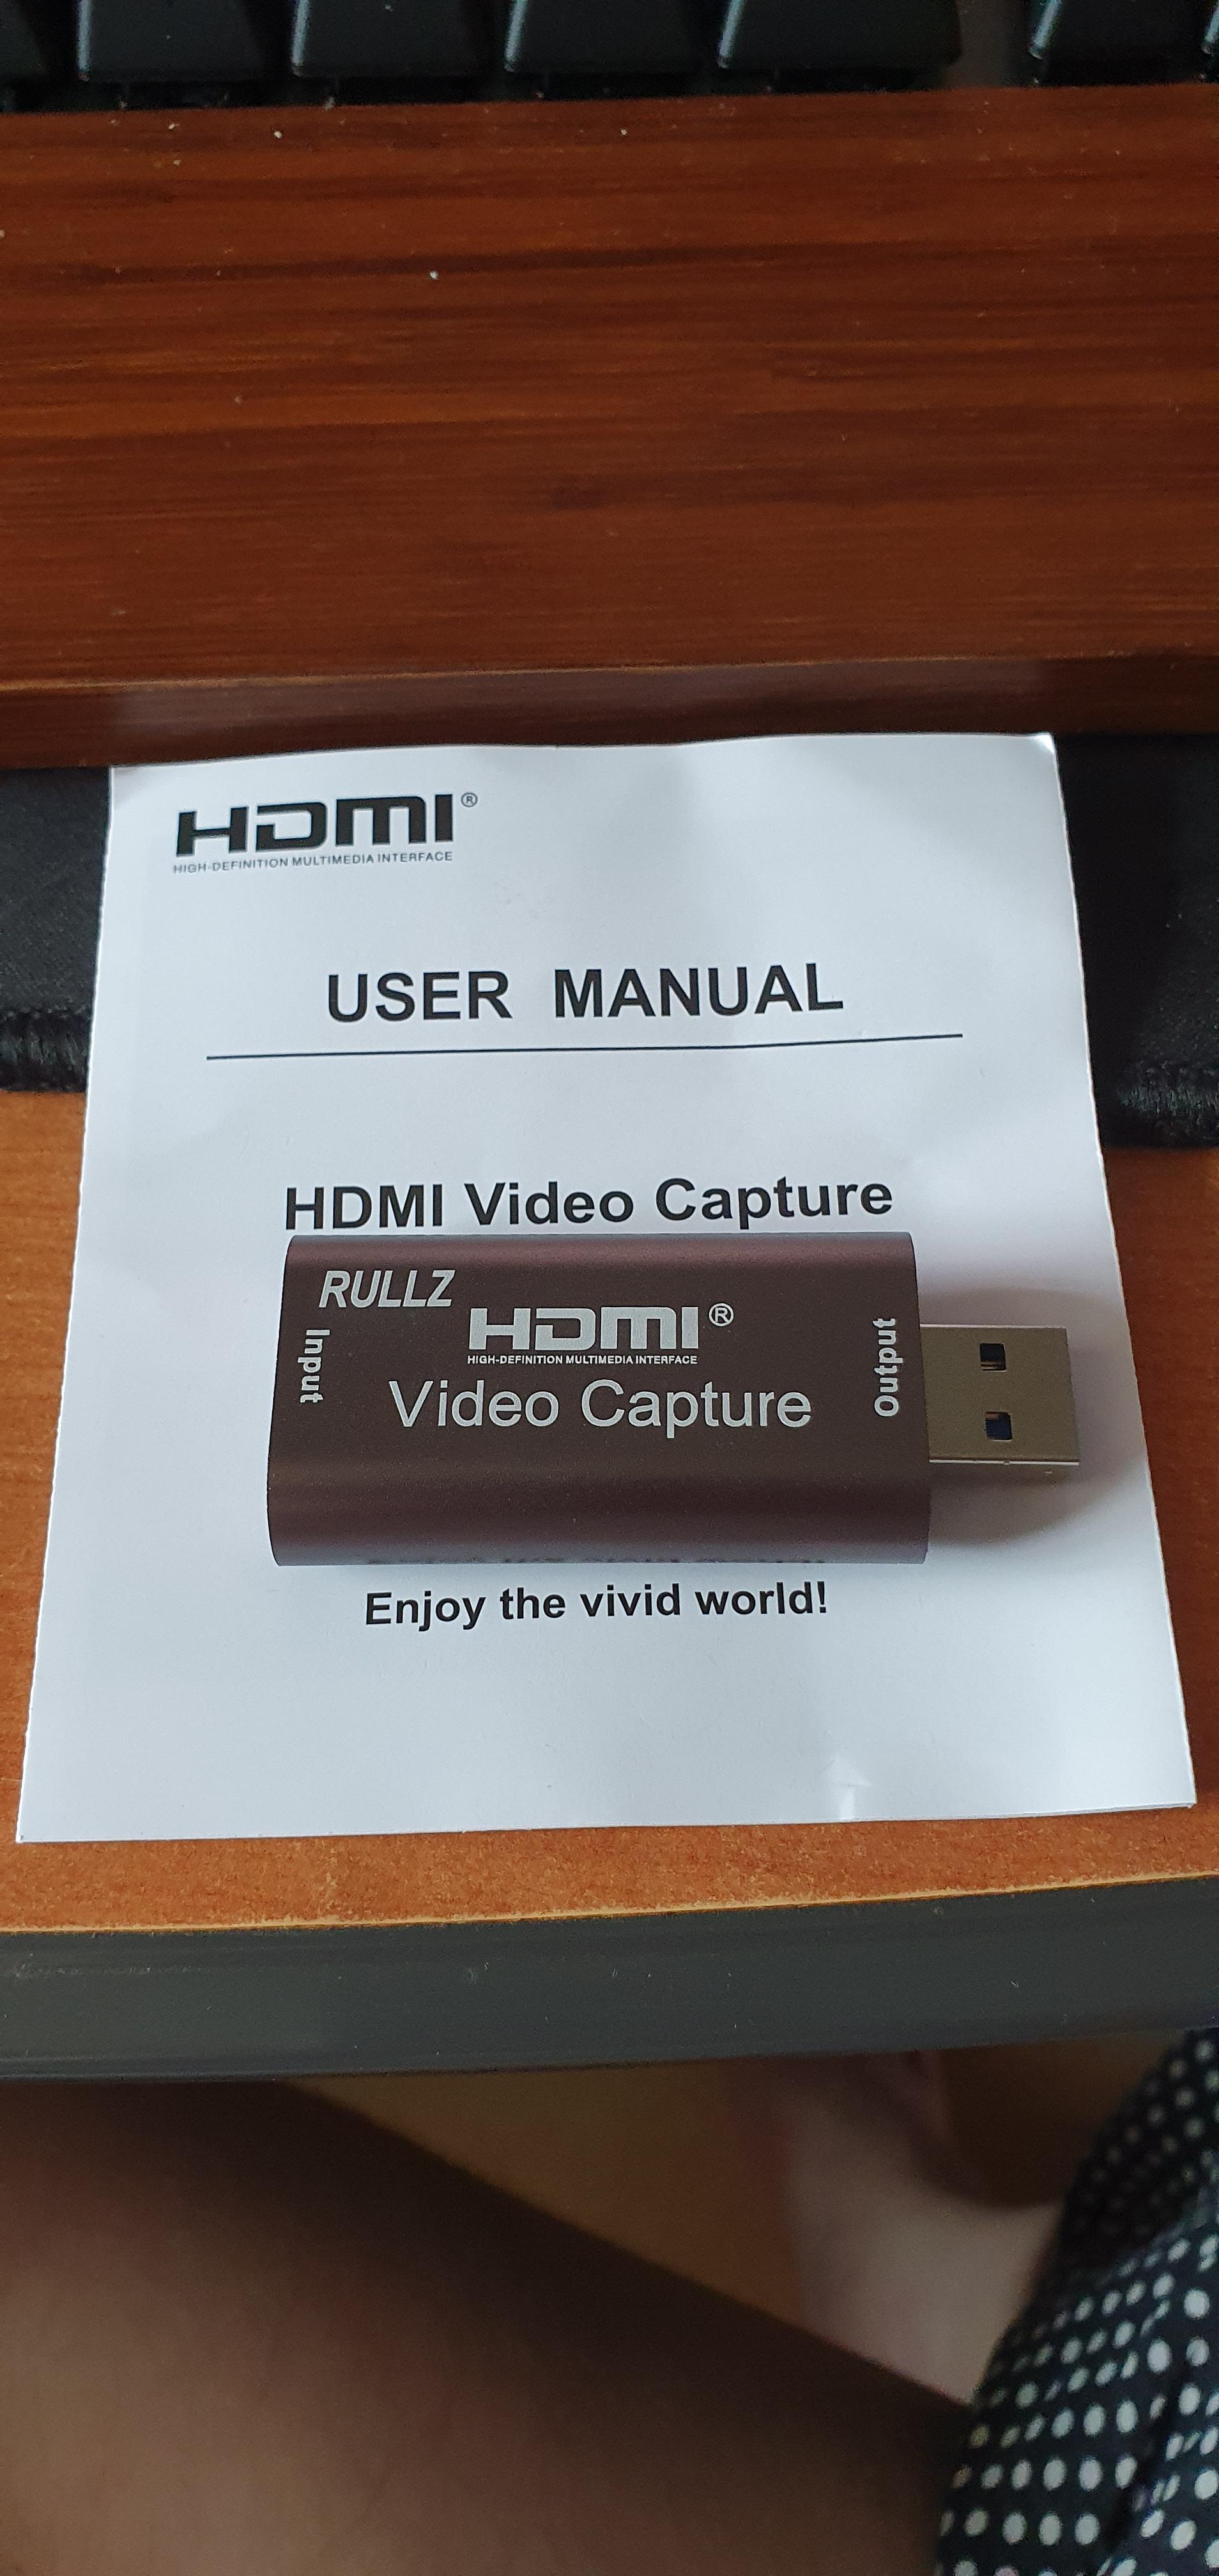 HDMI®
HIGH-DEFINITION MULTIMEDIA INTERFACE
USER MANUAL
HDMI Video Capture
RULLZ
HDMI®
HIGH-DEFINITION MULTIMEDIA INTERFACE
Input
Video Capture
Output
Enjoy the vivid world!